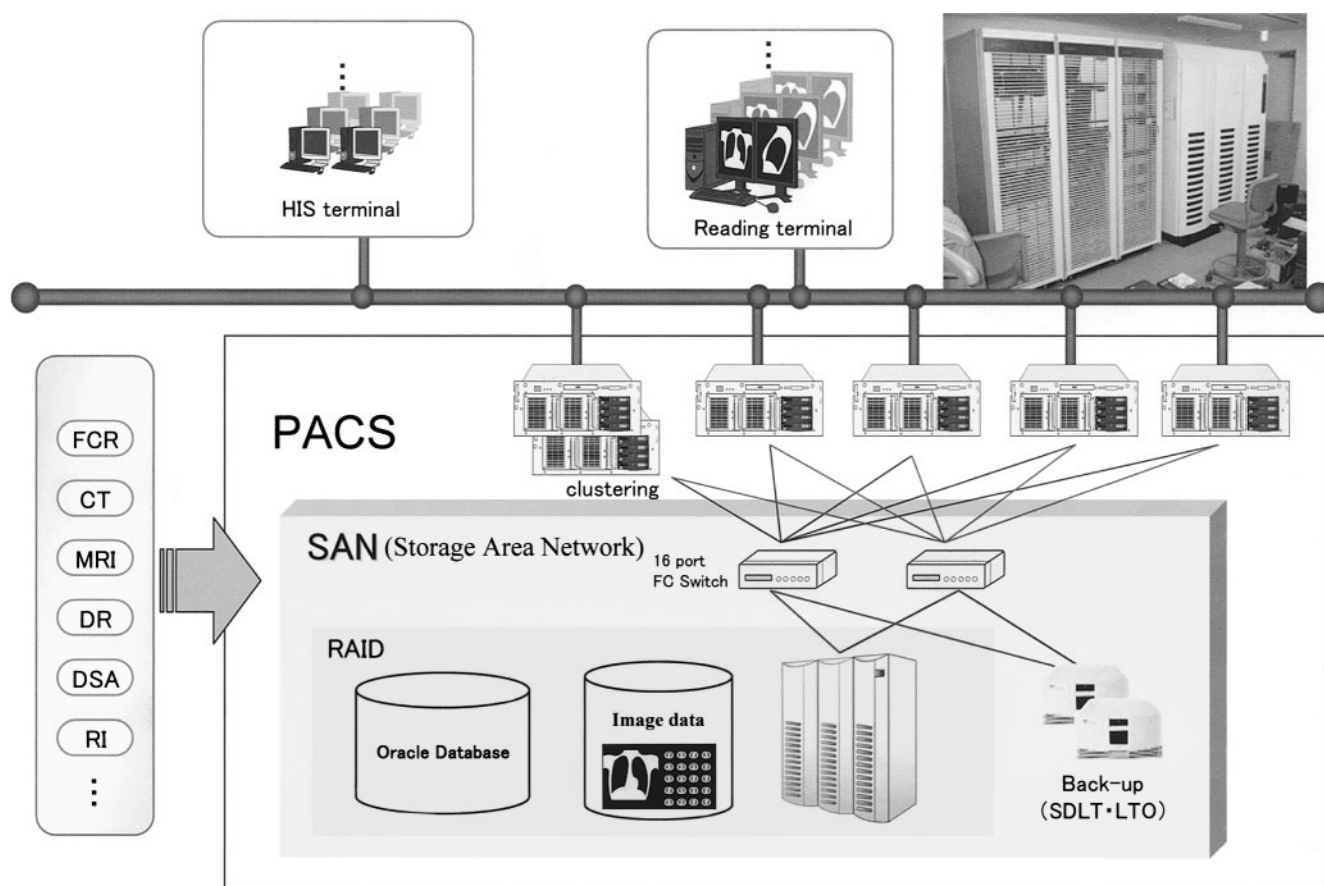 HIS terminal
Reading terminal
FCR
CT
MRI
DR
DSA
RI
PACS
clustering
SAN (Storage Area Network)
16 port
FC Switch
RAID
Oracle Database
Image data
Back-up
(SDLT・LTO)